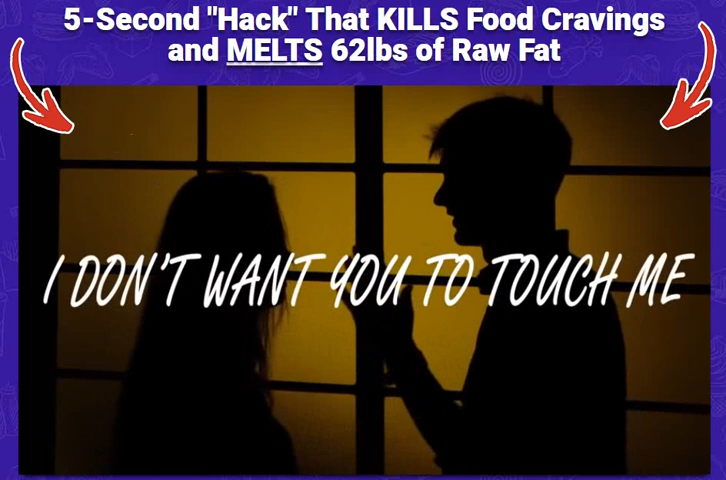 5-Second "Hack" That KILLS Food Cravings
and MELTS 62lbs of Raw Fat
I DON'T WANT YOU TO TOUCH ME